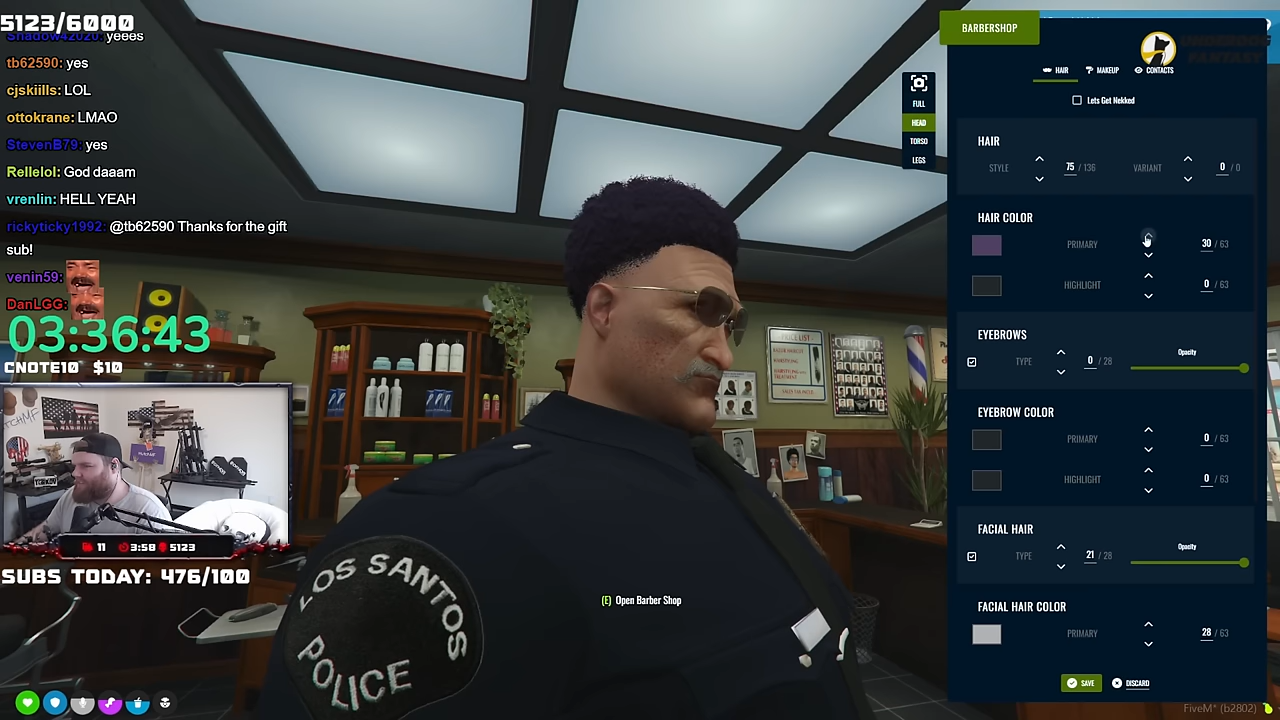 5123/6000
Shadow42020: yeees
tb62590: yes
cjskiills: LOL
ottokrane: LMAO
StevenB79: yes
Rellelol: God daaam
vrenlin: HELL YEAH
rickyticky1992: @tb62590 Thanks for the gift
sub!
venin59:
DanLGG:
03:36:43
CNOTE10 $10
11 3:58 5123
SUBS TODAY: 476/100
LOS SANTOS
POLICE
PRICE LIST
(E) Open Barber Shop
FULL
HEAD
TORSO
LEGS
BARBERSHOP
HAIR MAKEUP CONTACTS
Lets Get Nekked
HAIR
STYLE 75 / 136 VARIANT 0 / 0
HAIR COLOR
PRIMARY 30 / 63
HIGHLIGHT 0 / 63
EYEBROWS
TYPE 0 / 28 Opacity
EYEBROW COLOR
PRIMARY 0 / 63
HIGHLIGHT 0 / 63
FACIAL HAIR
TYPE 21 / 28 Opacity
FACIAL HAIR COLOR
PRIMARY 28 / 63
SAVE DISCARD
FiveM* (b2802)